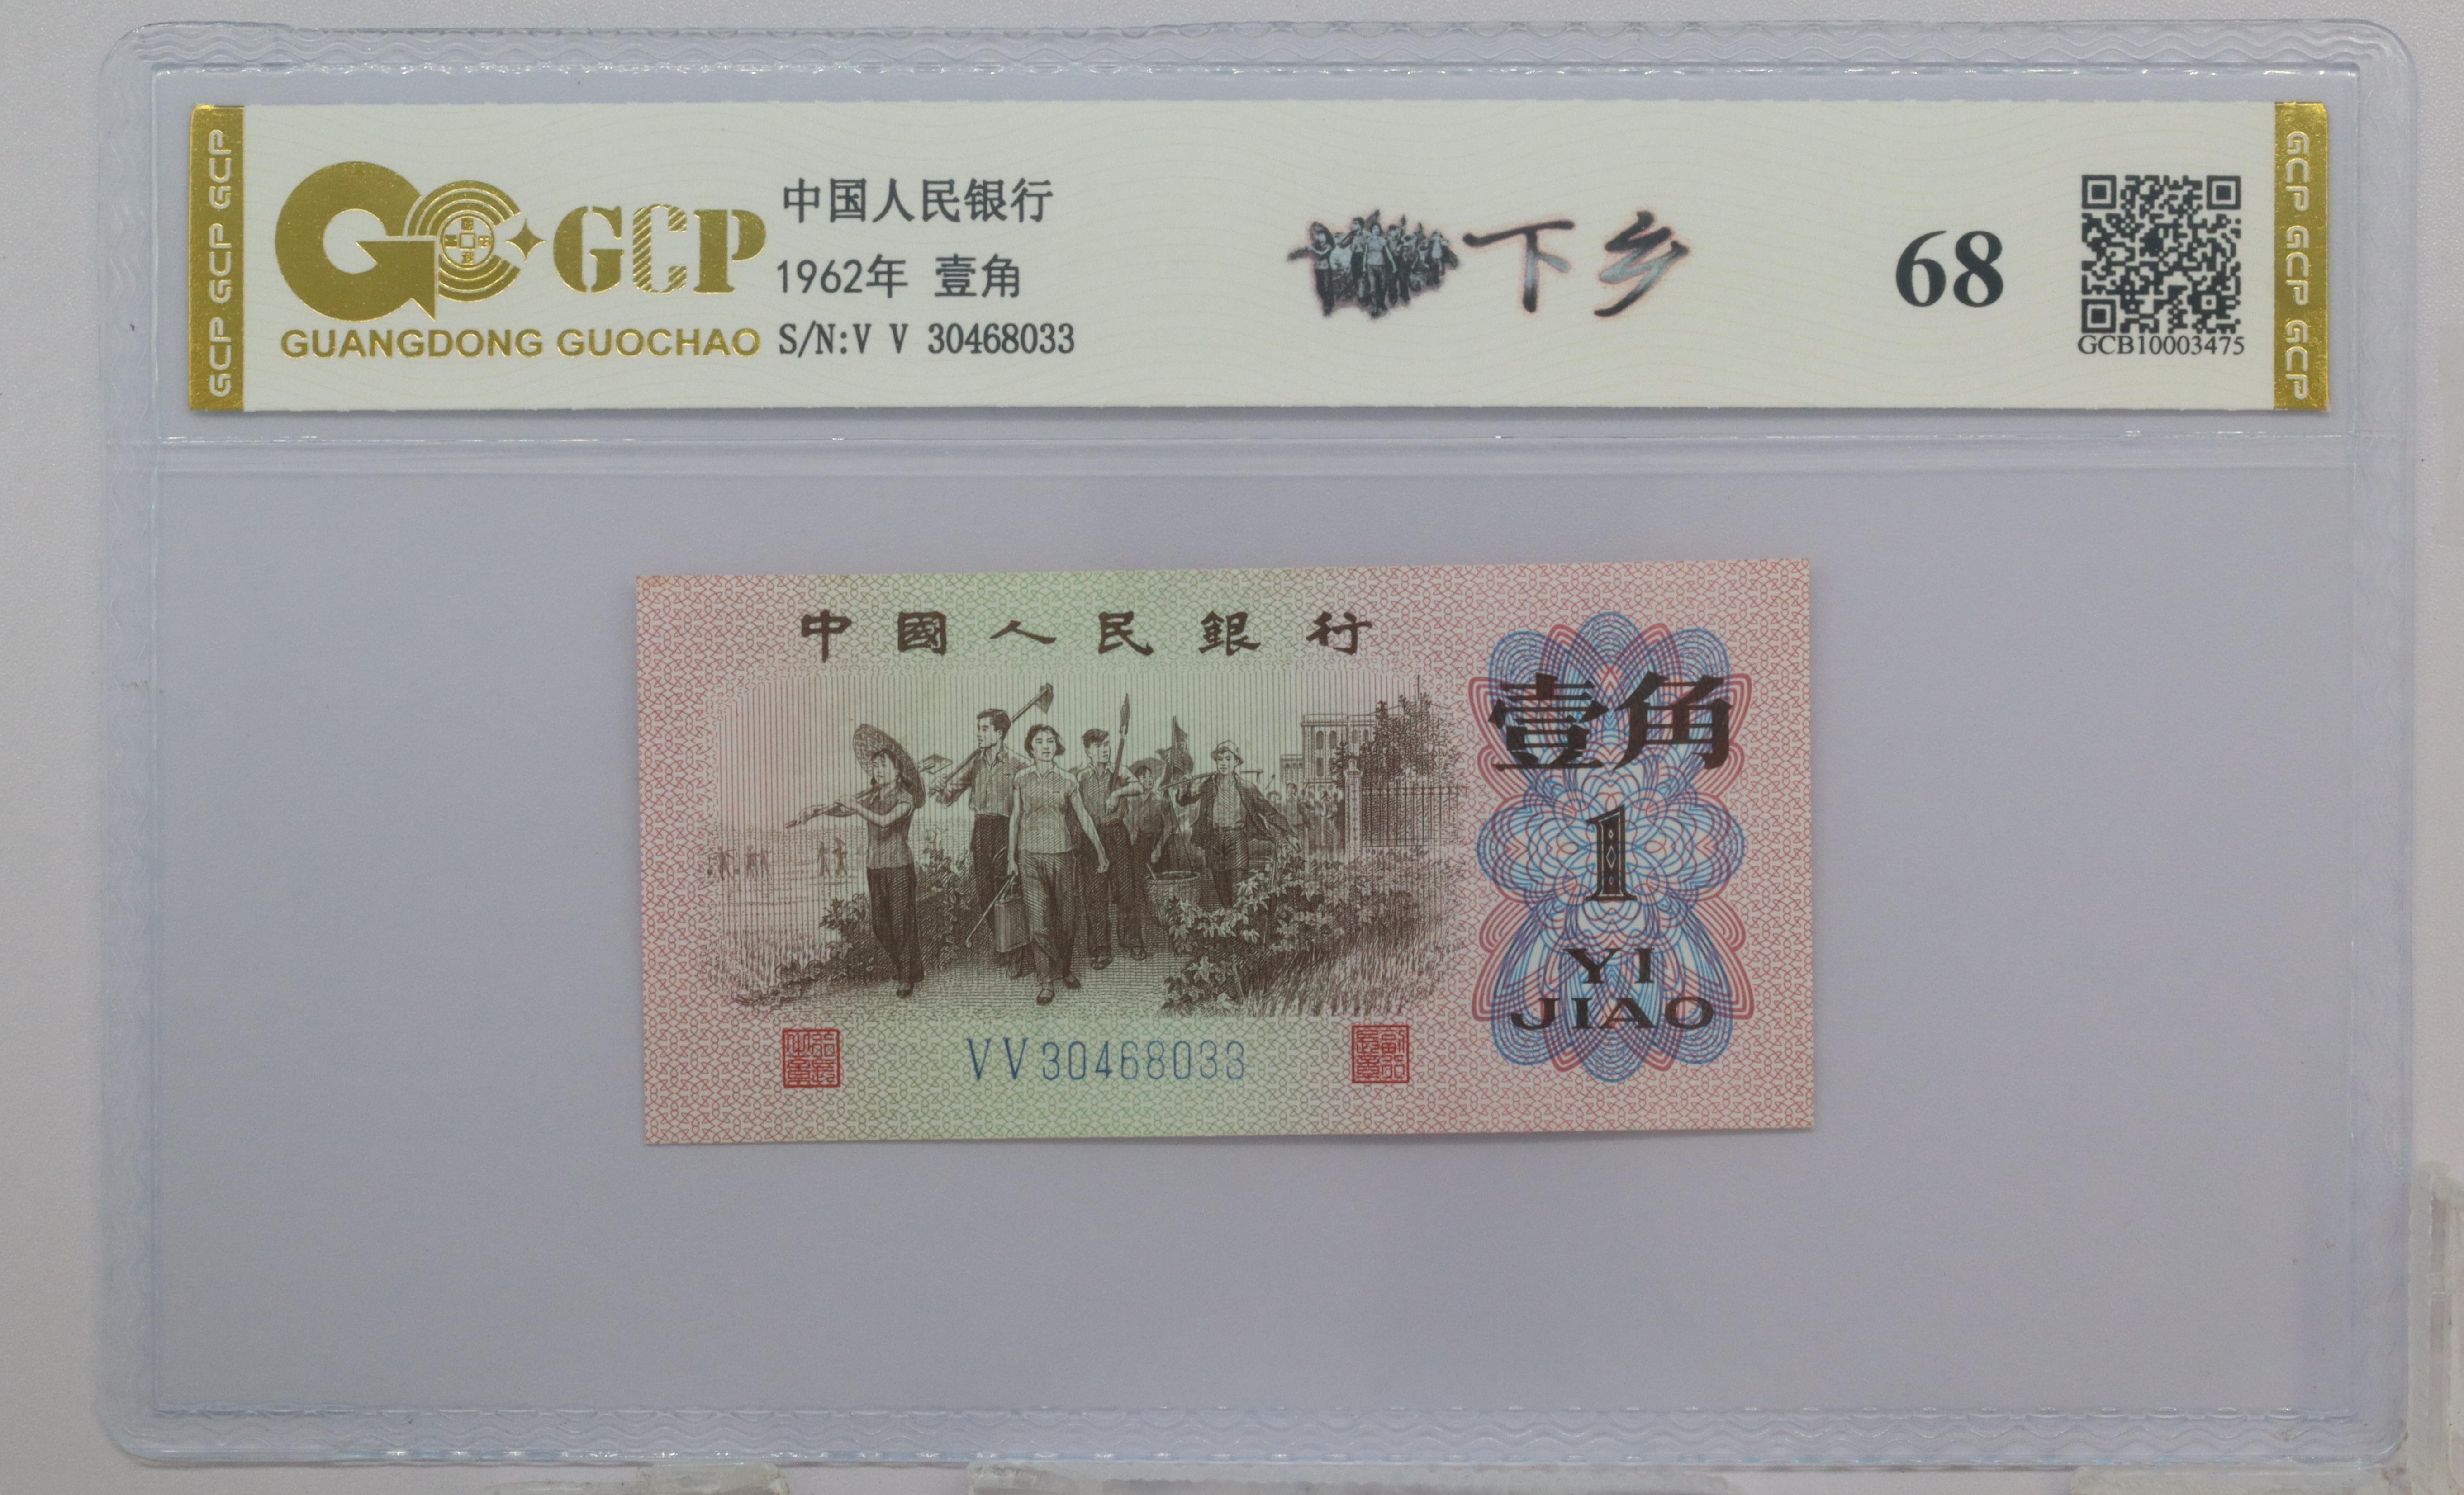 GCP GCP GCP
GCP
GUANGDONG GUOCHAO
中国人民银行
1962年 壹角
S/N:V V 30468033
下乡
68
GCB10003475
GCP GCP GCP
中國人民銀行
壹角
1
YI
JIAO
VV30468033